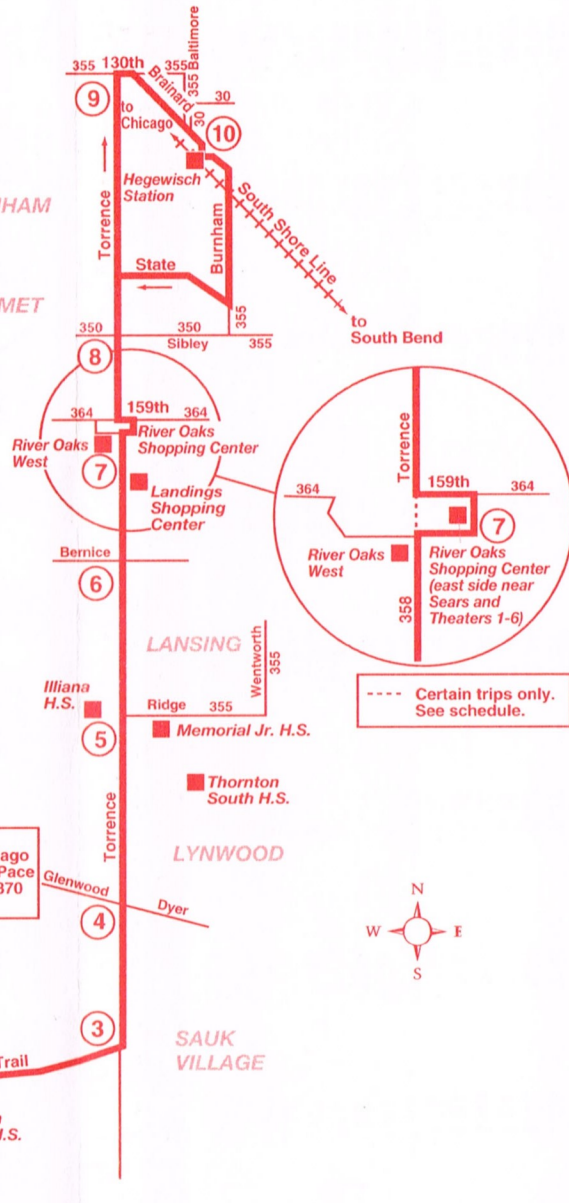 355 130th 355
355 Baltimore
Brainard
30
30
9
to
Chicago
10
Hegewisch
Station
HAM
Torrence
Burnham
South Shore Line
State
MET
355
to
South Bend
350 350
Sibley 355
8
364 159th 364
River Oaks
West
River Oaks
Shopping Center
7
Landings
Shopping
Center
Torrence
159th
364 364
7
River Oaks
West
River Oaks
Shopping Center
(east side near
Sears and
Theaters 1-6)
358
Bernice
6
LANSING
Wentworth
355
---- Certain trips only.
See schedule.
Illiana
H.S.
Ridge 355
5
Memorial Jr. H.S.
Thornton
South H.S.
Torrence
LYNWOOD
ago
Pace
370
Glenwood
Dyer
4
N
W E
S
3
SAUK
VILLAGE
Trail
H.S.